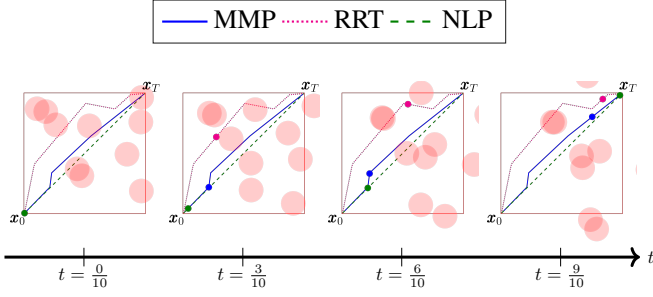 MMP RRT NLP
x_T x_T x_T x_T
x_0 x_0 x_0 x_0
t
t = 0/10 t = 3/10 t = 6/10 t = 9/10